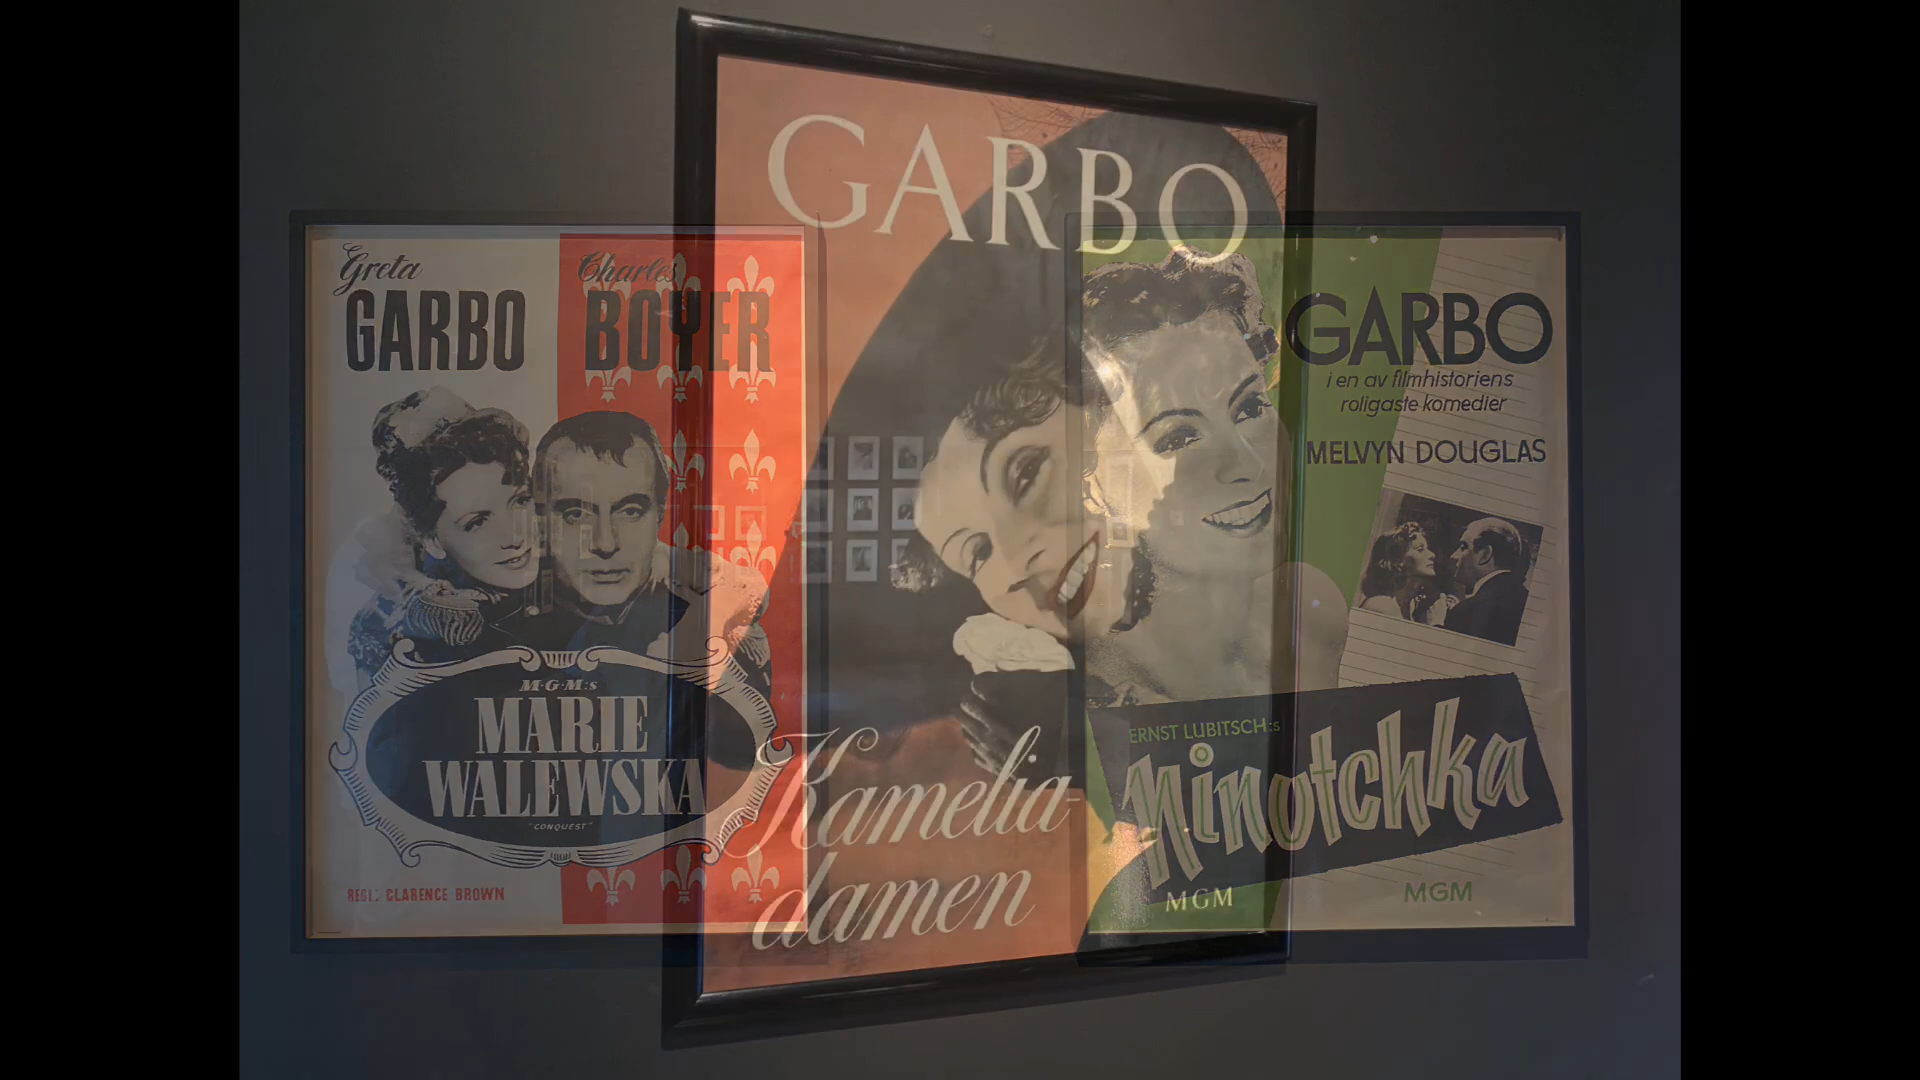 Greta
GARBO
Charles
BOYER
M·G·M:s
MARIE
WALEWSKA
"CONQUEST"
REGI: CLARENCE BROWN
GARBO
Kamelia-
damen
MGM
GARBO
i en av filmhistoriens
roligaste komedier
MELVYN DOUGLAS
ERNST LUBITSCH:s
Ninotchka
MGM